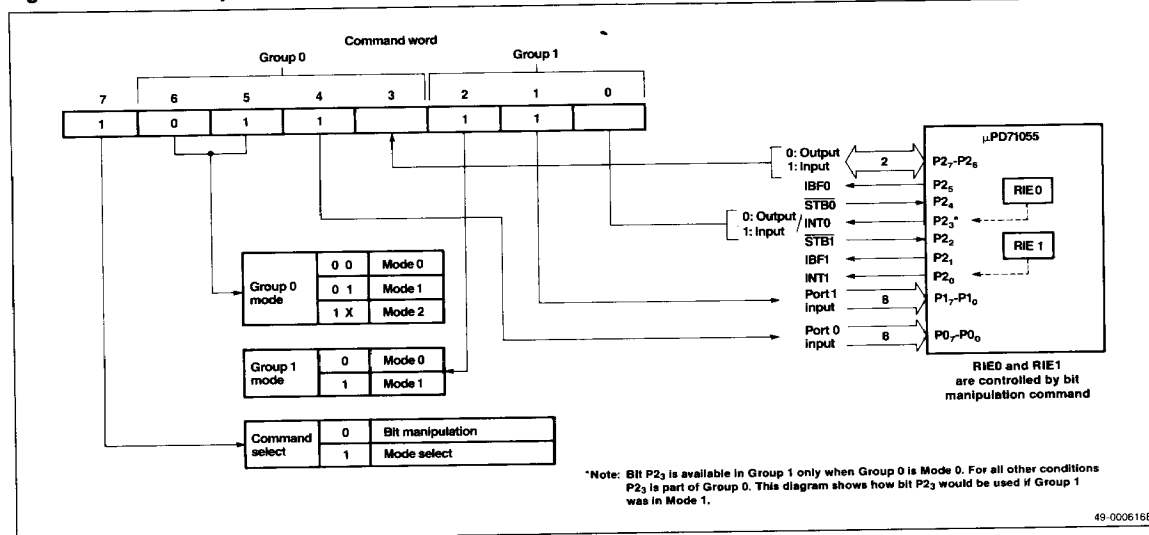 Command word
Group 0
Group 1
7 6 5 4 3 2 1 0
1 0 1 1 1 1
μPD71055
0: Output
1: Input
2
P2₇-P2₆
IBF0
P2₅
RIE0
STB0
P2₄
0: Output
1: Input
INT0
P2₃*
STB1
P2₂
RIE 1
IBF1
P2₁
INT1
P2₀
Port 1
input
8
P1₇-P1₀
Port 0
input
8
P0₇-P0₀
RIE0 and RIE1
are controlled by bit
manipulation command
Group 0
mode
0 0 Mode 0
0 1 Mode 1
1 X Mode 2
Group 1
mode
0 Mode 0
1 Mode 1
Command
select
0 Bit manipulation
1 Mode select
*Note: Bit P2₃ is available in Group 1 only when Group 0 is Mode 0. For all other conditions
P2₃ is part of Group 0. This diagram shows how bit P2₃ would be used if Group 1
was in Mode 1.
49-000616B